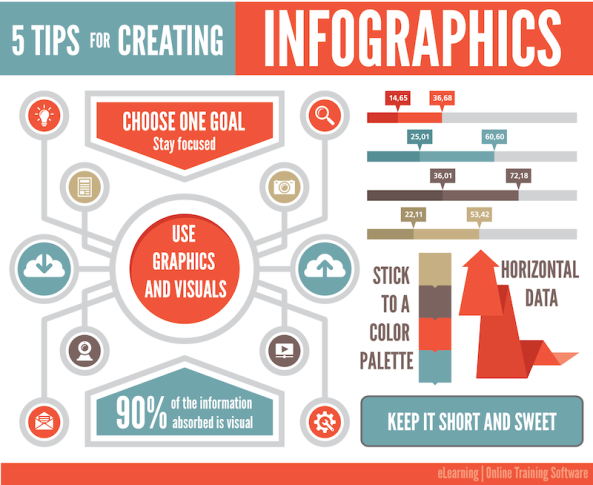 5 TIPS FOR CREATING INFOGRAPHICS
CHOOSE ONE GOAL
Stay focused
USE
GRAPHICS
AND VISUALS
90% of the information
absorbed is visual
14,65 36,68
25,01 60,60
36,01 72,18
22,11 53,42
STICK
TO A
COLOR
PALETTE
HORIZONTAL
DATA
KEEP IT SHORT AND SWEET
eLearning | Online Training Software